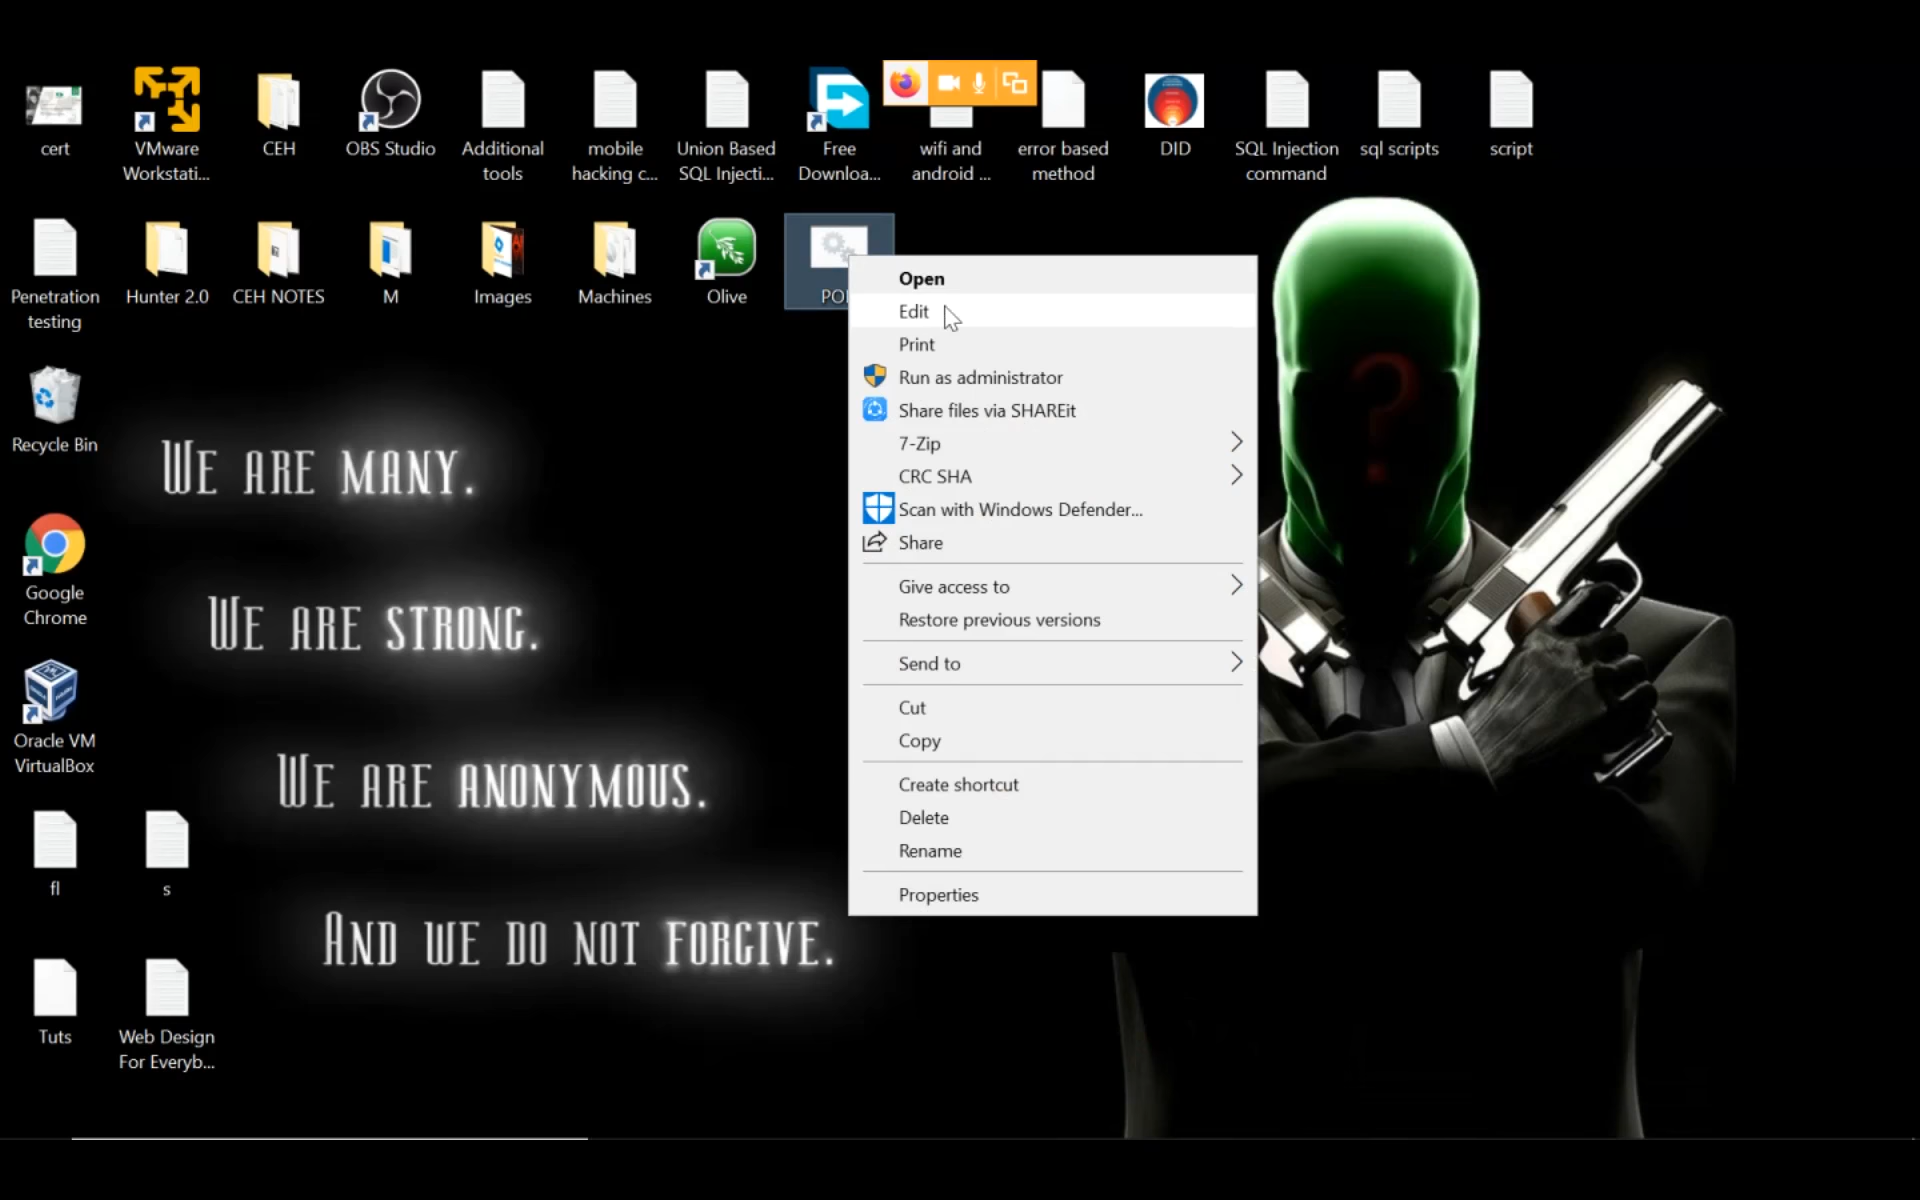 cert
VMware
Workstati...
CEH
OBS Studio
Additional
tools
mobile
hacking c...
Union Based
SQL Injecti...
Free
Downloa...
wifi and
android ...
error based
method
DID
SQL Injection
command
sql scripts
script
Penetration
testing
Hunter 2.0
CEH NOTES
M
Images
Machines
Olive
Open
Edit
Print
Run as administrator
Share files via SHAREit
7-Zip
CRC SHA
Scan with Windows Defender...
Share
Give access to
Restore previous versions
Send to
Cut
Copy
Create shortcut
Delete
Rename
Properties
Recycle Bin
Google
Chrome
Oracle VM
VirtualBox
fl
s
Tuts
Web Design
For Everyb...
WE ARE MANY.
WE ARE STRONG.
WE ARE ANONYMOUS.
AND WE DO NOT FORGIVE.
?